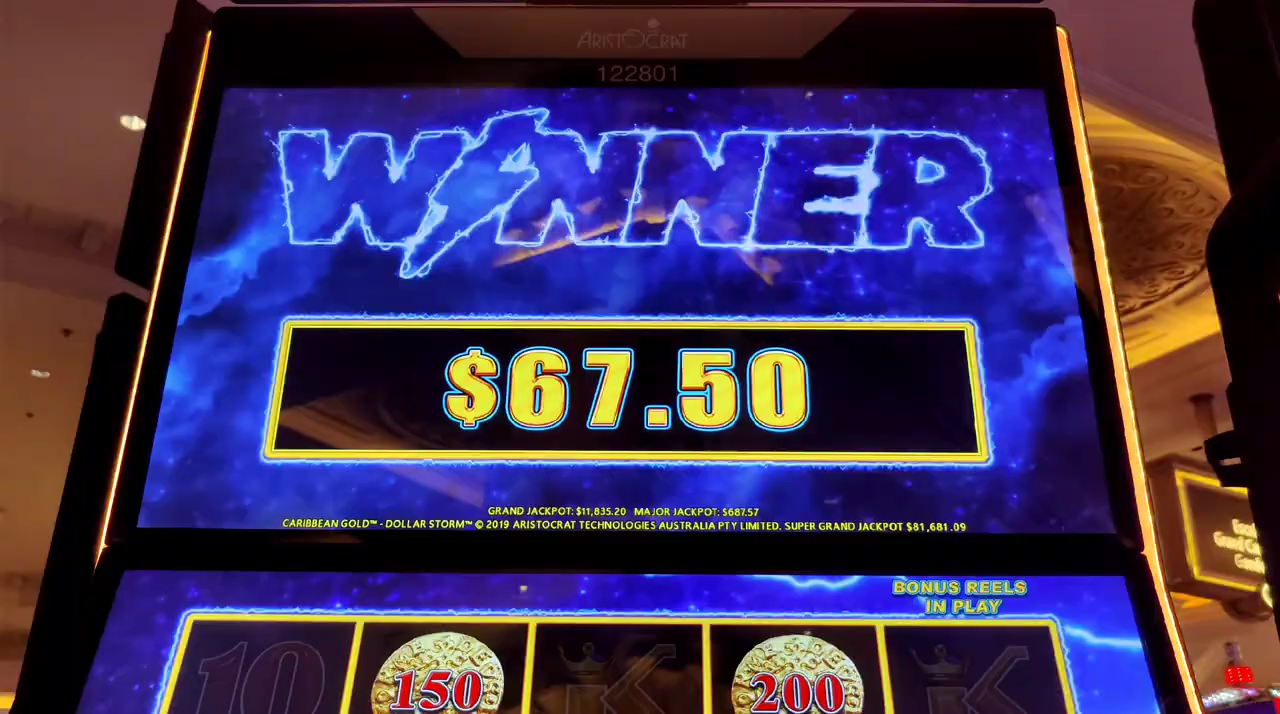 ARISTOCRAT
122801
WINNER
$67.50
GRAND JACKPOT: $11,835.20 MAJOR JACKPOT: $687.57
CARIBBEAN GOLD™ - DOLLAR STORM™ © 2019 ARISTOCRAT TECHNOLOGIES AUSTRALIA PTY LIMITED. SUPER GRAND JACKPOT $81,681.09
BONUS REELS
IN PLAY
10
150
K
200
K